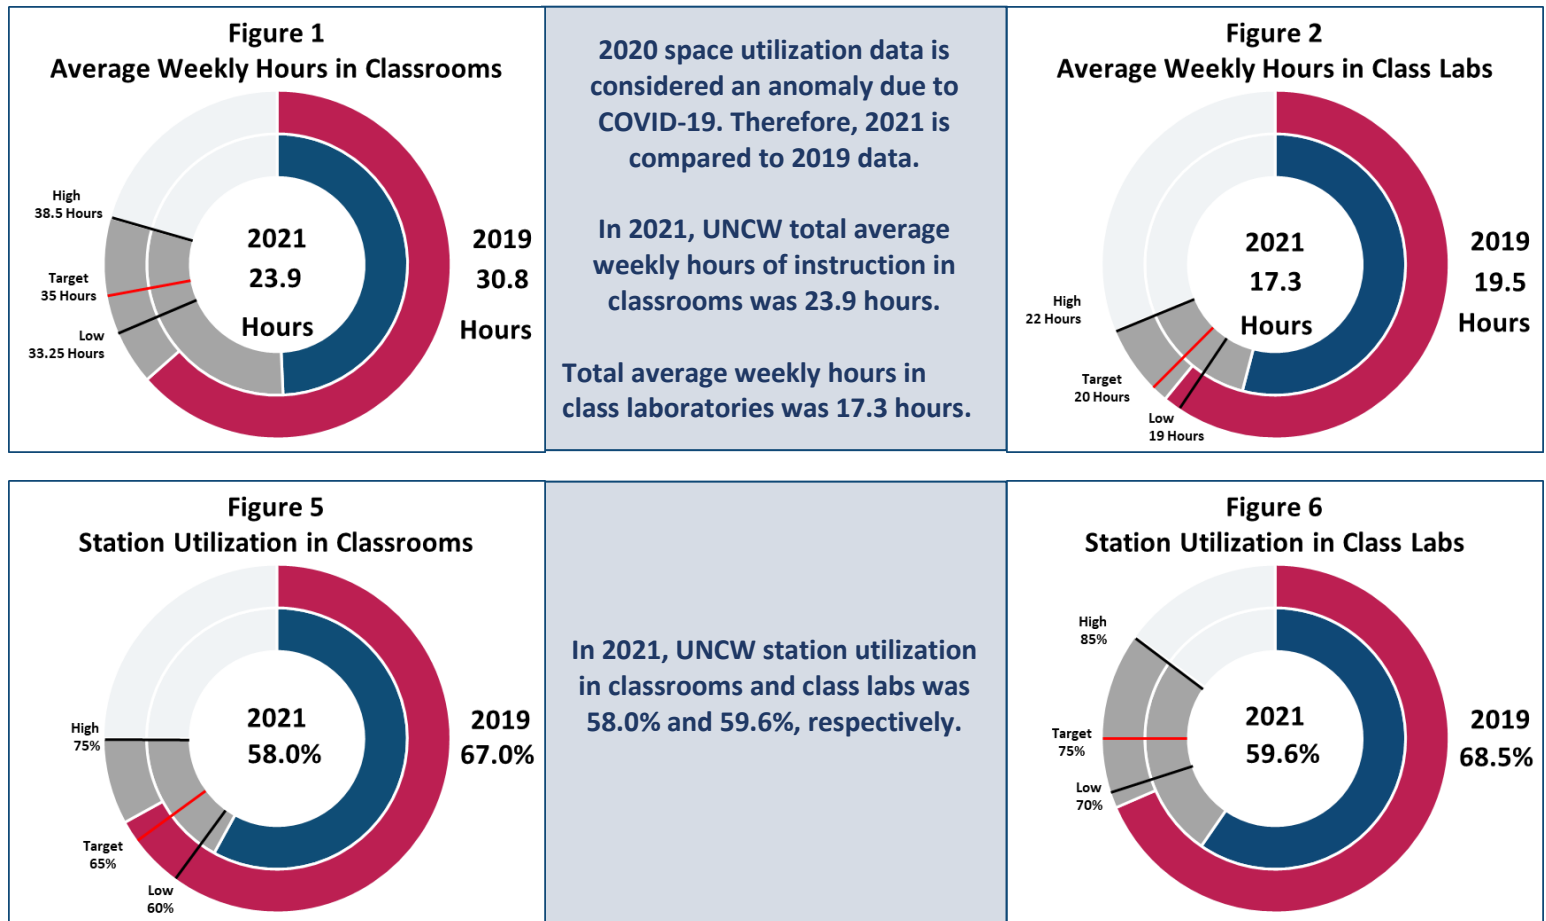 Figure 1
Average Weekly Hours in Classrooms
High
38.5 Hours
Target
35 Hours
Low
33.25 Hours
2021
23.9
Hours
2019
30.8
Hours
2020 space utilization data is
considered an anomaly due to
COVID-19. Therefore, 2021 is
compared to 2019 data.
In 2021, UNCW total average
weekly hours of instruction in
classrooms was 23.9 hours.
Total average weekly hours in
class laboratories was 17.3 hours.
Figure 2
Average Weekly Hours in Class Labs
High
22 Hours
Target
20 Hours
Low
19 Hours
2021
17.3
Hours
2019
19.5
Hours
Figure 5
Station Utilization in Classrooms
High
75%
Target
65%
Low
60%
2021
58.0%
2019
67.0%
In 2021, UNCW station utilization
in classrooms and class labs was
58.0% and 59.6%, respectively.
Figure 6
Station Utilization in Class Labs
High
85%
Target
75%
Low
70%
2021
59.6%
2019
68.5%